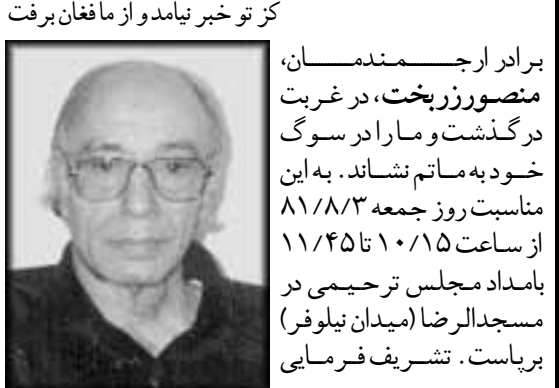 کز تو خبر نیامد و از ما فغان برفت
برادر ارجمندمان،
منصور زربخت، در غربت
درگذشت و ما را در سوگ
خود به ماتم نشاند. به این
مناسبت روز جمعه ۸۱/۸/۳
از ساعت ۱۰/۱۵ تا ۱۱/۴۵
بامداد مجلس ترحیمی در
مسجدالرضا (میدان نیلوفر)
برپاست. تشریف فرمایی